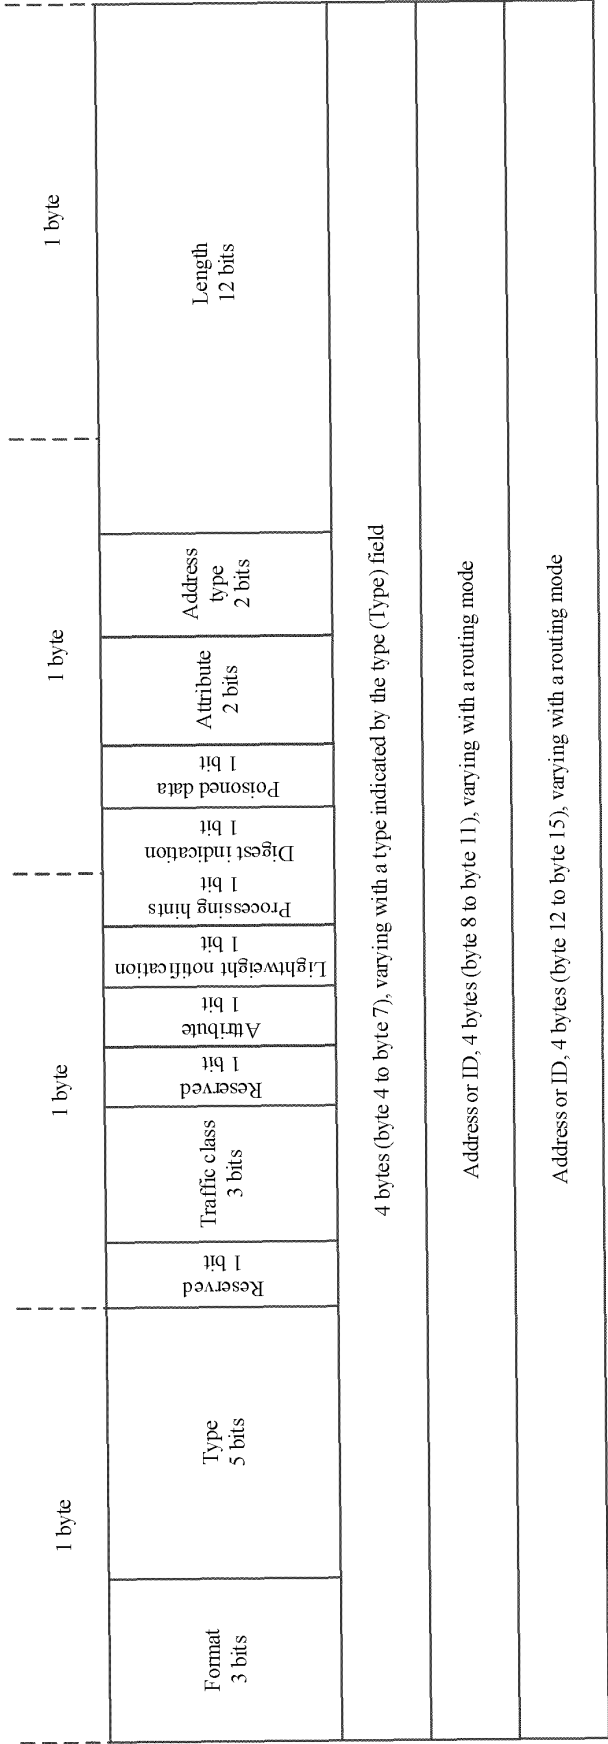 1 byte
1 byte
1 byte
1 byte
Format
3 bits
Type
5 bits
Reserved
1 bit
Traffic class
3 bits
Reserved
1 bit
Attribute
1 bit
Lightweight notification
1 bit
Processing hints
1 bit
Digest indication
1 bit
Poisoned data
1 bit
Attribute
2 bits
Address
type
2 bits
Length
12 bits
4 bytes (byte 4 to byte 7), varying with a type indicated by the type (Type) field
Address or ID, 4 bytes (byte 8 to byte 11), varying with a routing mode
Address or ID, 4 bytes (byte 12 to byte 15), varying with a routing mode